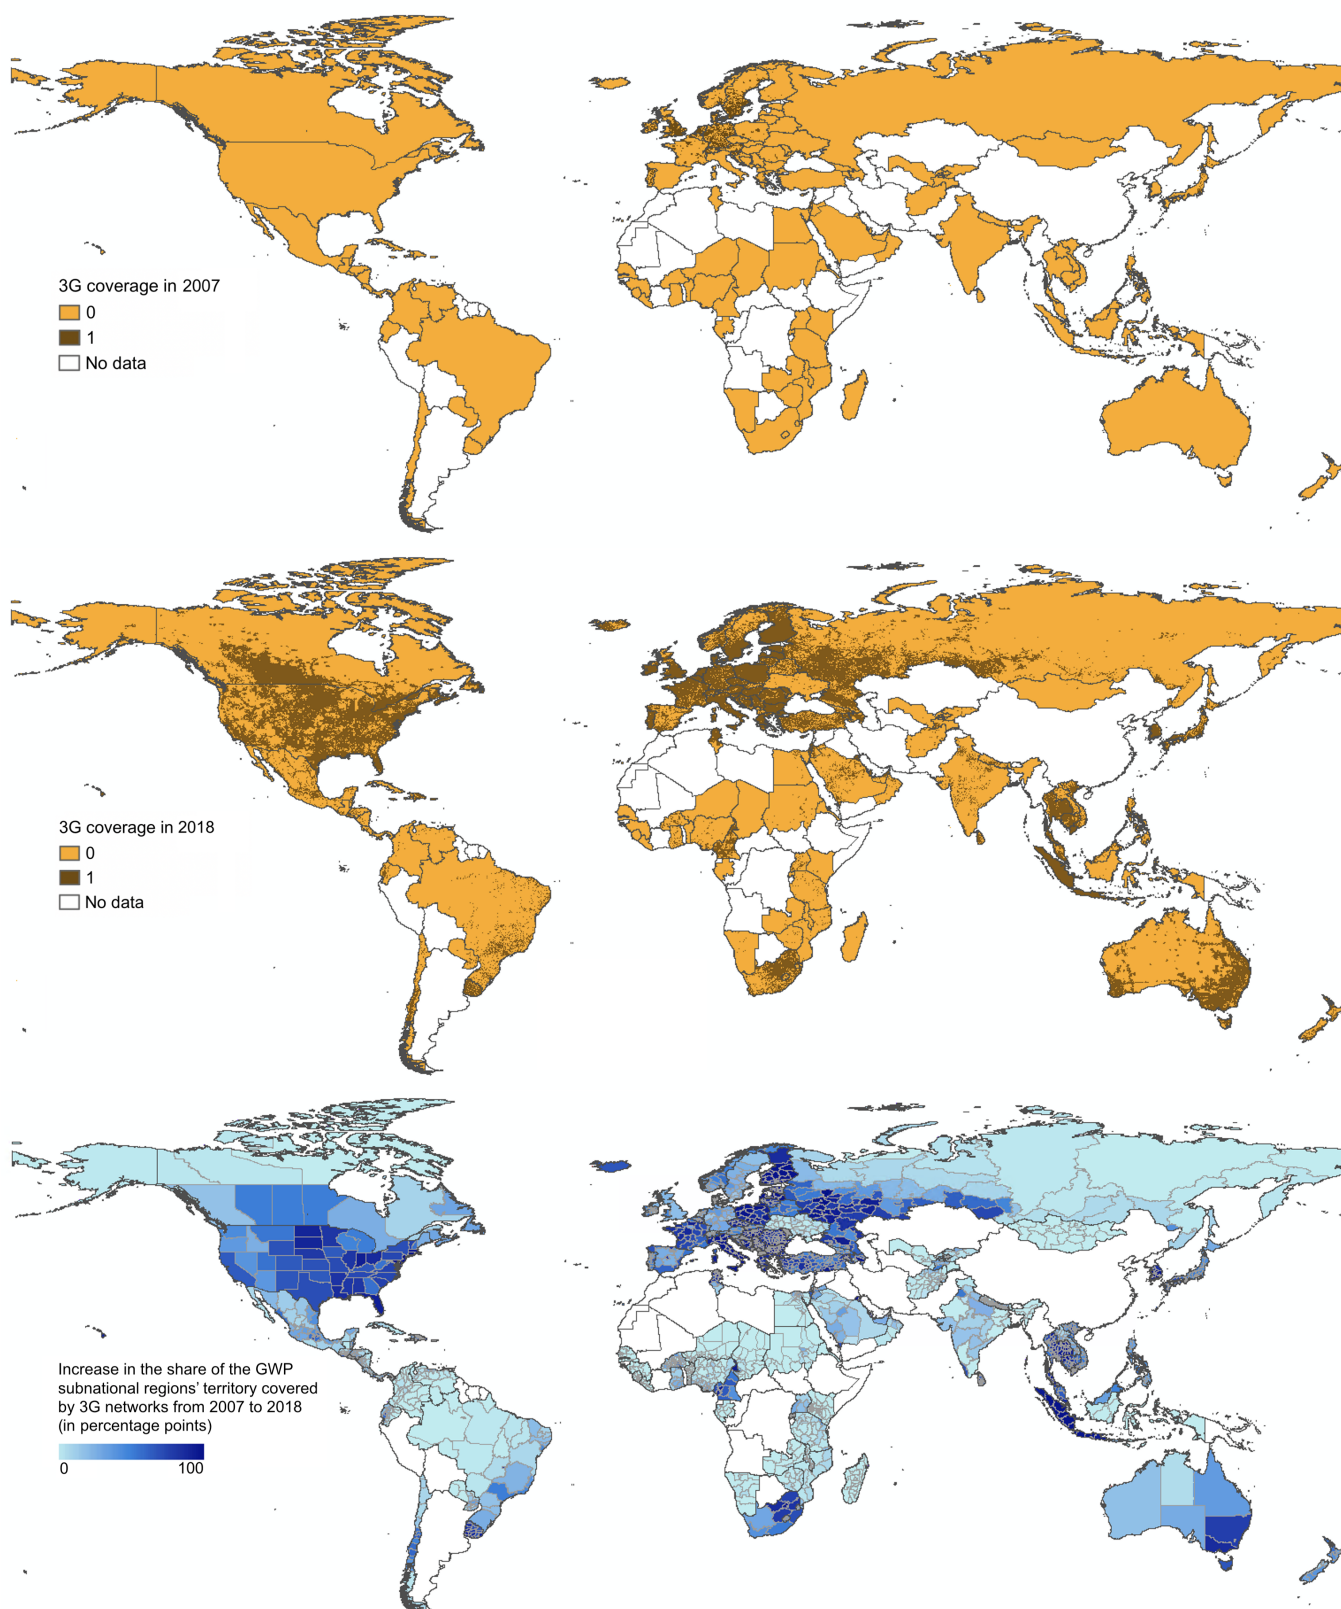 3G coverage in 2007
0
1
No data
3G coverage in 2018
0
1
No data
Increase in the share of the GWP
subnational regions' territory covered
by 3G networks from 2007 to 2018
(in percentage points)
0 100